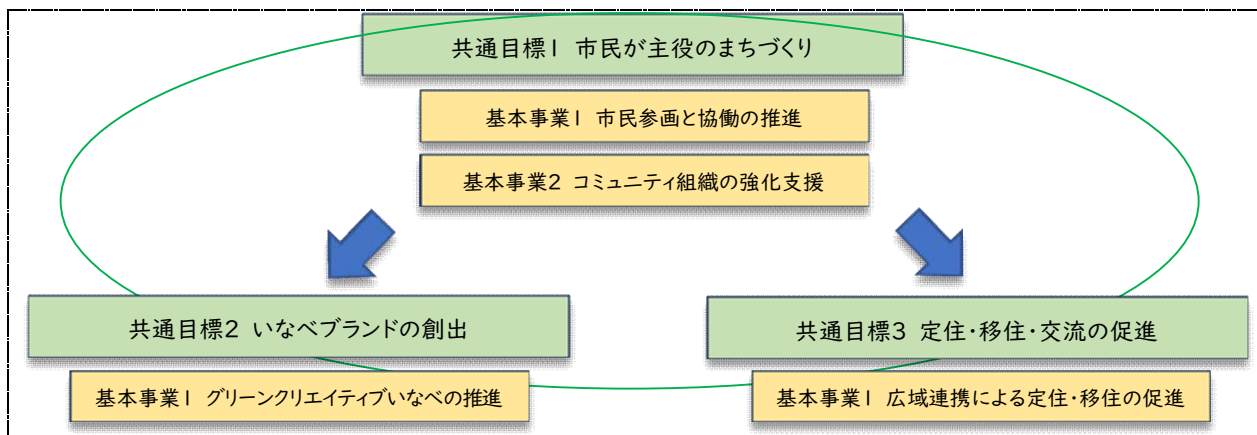 共通目標1 市民が主役のまちづくり
基本事業1 市民参画と協働の推進
基本事業2 コミュニティ組織の強化支援
共通目標2 いなべブランドの創出
基本事業1 グリーンクリエイティブいなべの推進
共通目標3 定住・移住・交流の促進
基本事業1 広域連携による定住・移住の促進